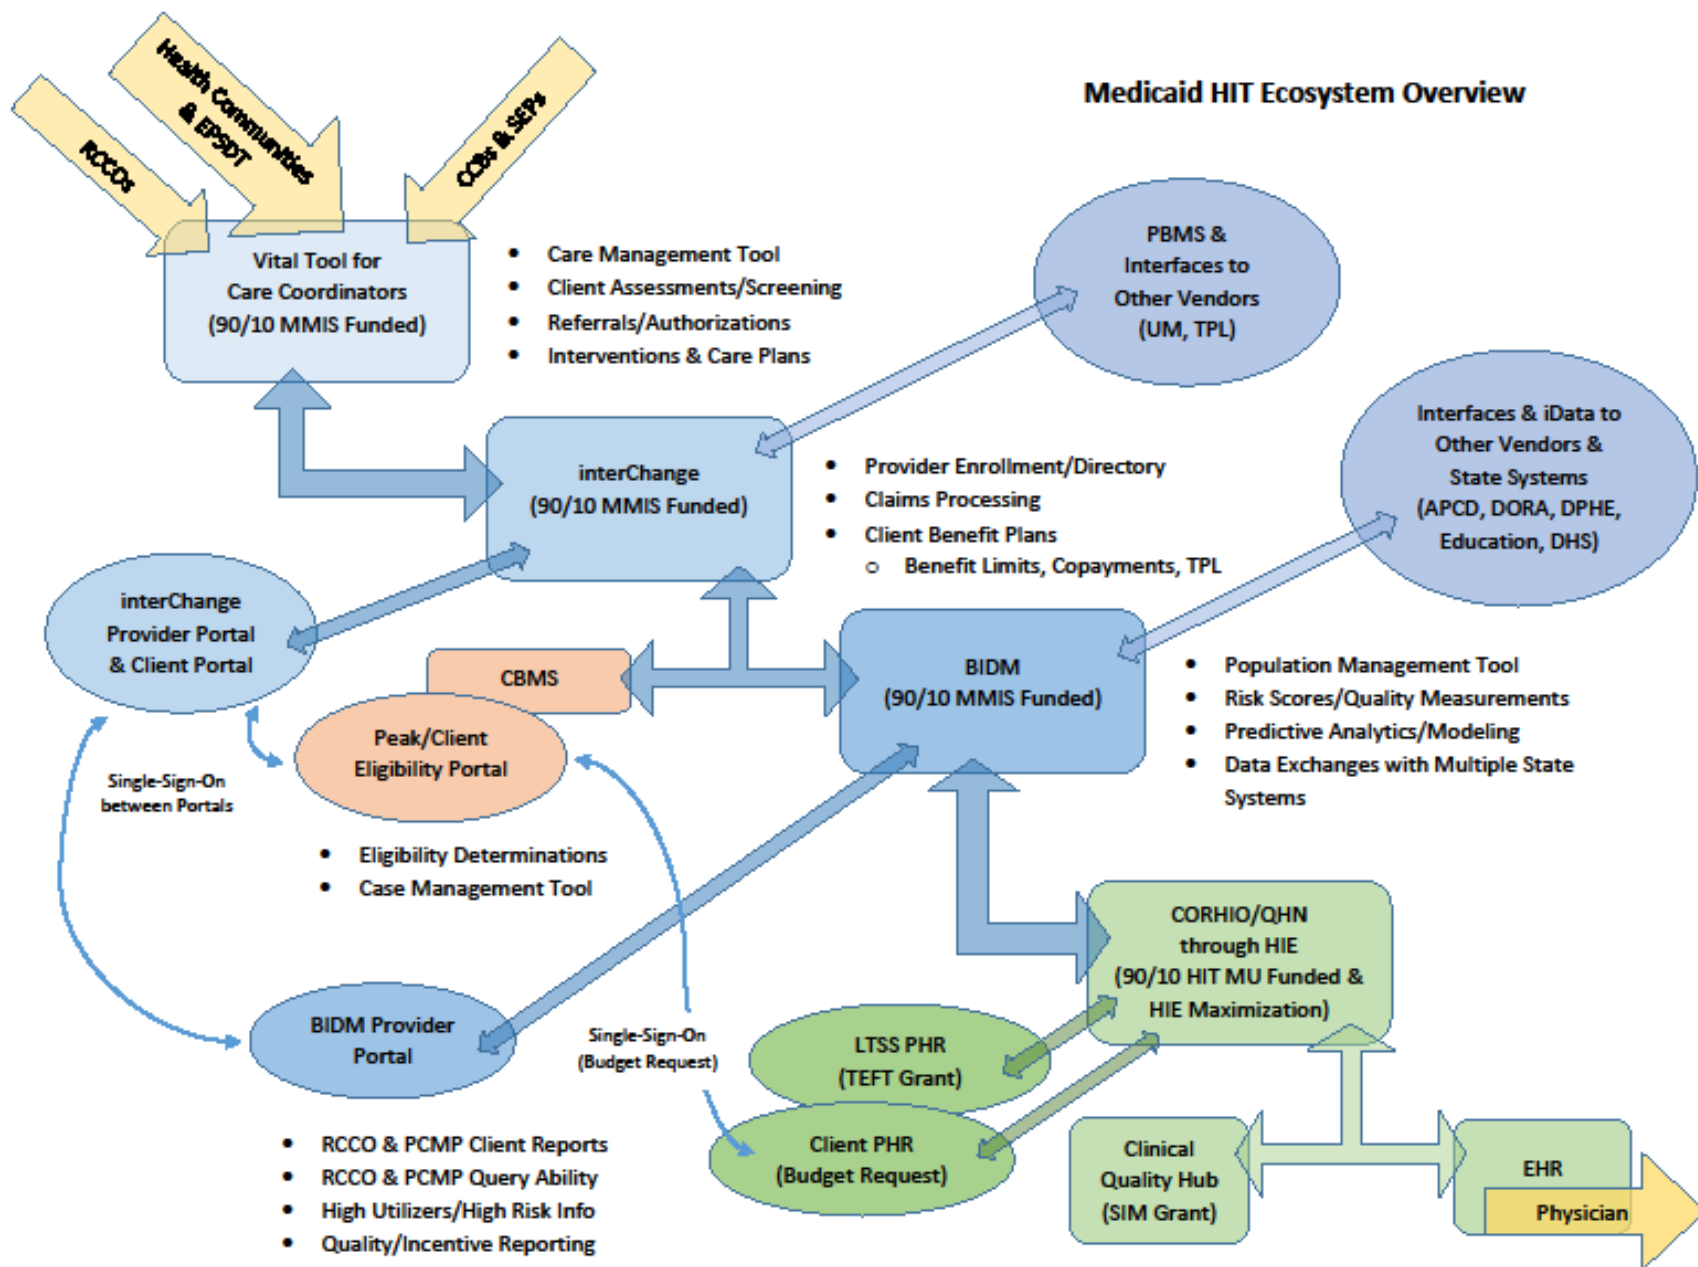 Medicaid HIT Ecosystem Overview
RCCOs
Health Communities
& EPSDT
CCBs & SEPs
Vital Tool for
Care Coordinators
(90/10 MMIS Funded)
• Care Management Tool
• Client Assessments/Screening
• Referrals/Authorizations
• Interventions & Care Plans
PBMS &
Interfaces to
Other Vendors
(UM, TPL)
interChange
(90/10 MMIS Funded)
• Provider Enrollment/Directory
• Claims Processing
• Client Benefit Plans
o Benefit Limits, Copayments, TPL
Interfaces & iData to
Other Vendors &
State Systems
(APCD, DORA, DPHE,
Education, DHS)
interChange
Provider Portal
& Client Portal
CBMS
Peak/Client
Eligibility Portal
BIDM
(90/10 MMIS Funded)
• Population Management Tool
• Risk Scores/Quality Measurements
• Predictive Analytics/Modeling
• Data Exchanges with Multiple State
Systems
Single-Sign-On
between Portals
• Eligibility Determinations
• Case Management Tool
CORHIO/QHN
through HIE
(90/10 HIT MU Funded &
HIE Maximization)
BIDM Provider
Portal
Single-Sign-On
(Budget Request)
LTSS PHR
(TEFT Grant)
Client PHR
(Budget Request)
• RCCO & PCMP Client Reports
• RCCO & PCMP Query Ability
• High Utilizers/High Risk Info
• Quality/Incentive Reporting
Clinical
Quality Hub
(SIM Grant)
EHR
Physician